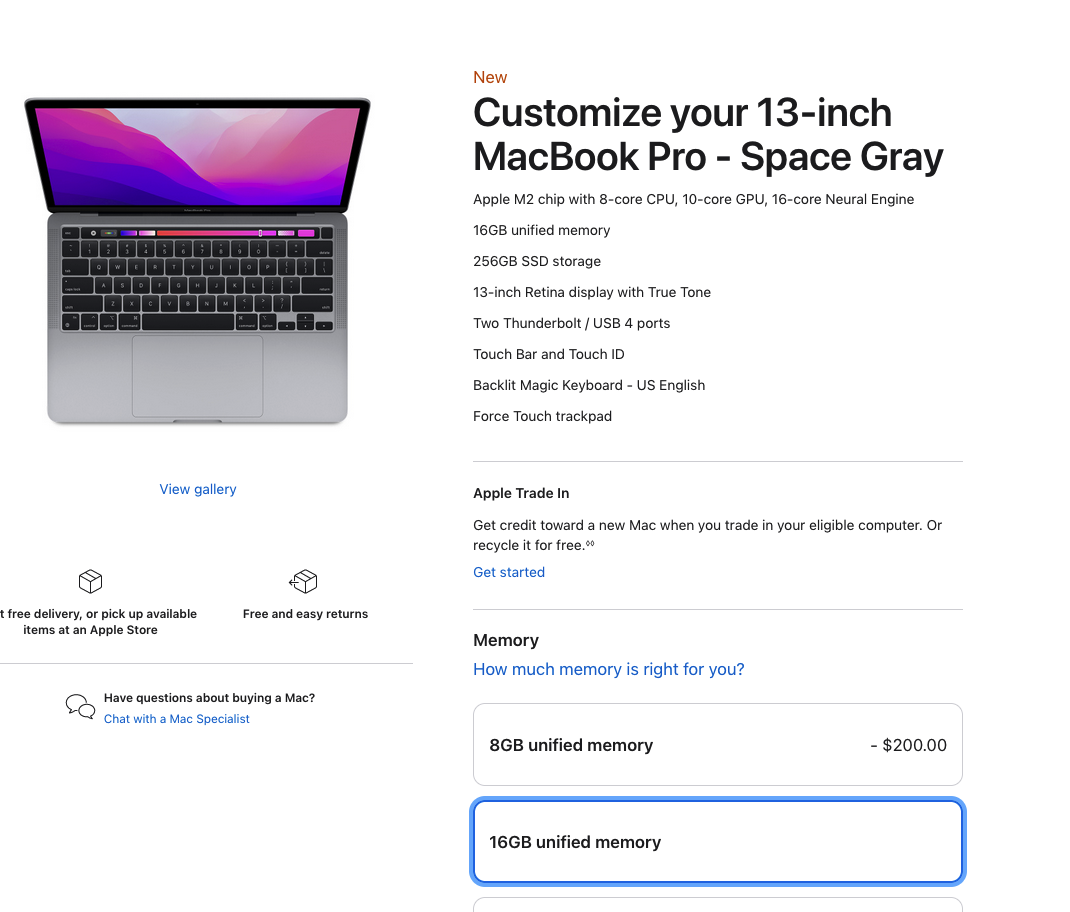 New
Customize your 13-inch
MacBook Pro - Space Gray
Apple M2 chip with 8-core CPU, 10-core GPU, 16-core Neural Engine
16GB unified memory
256GB SSD storage
13-inch Retina display with True Tone
Two Thunderbolt / USB 4 ports
Touch Bar and Touch ID
Backlit Magic Keyboard - US English
Force Touch trackpad
View gallery
Apple Trade In
Get credit toward a new Mac when you trade in your eligible computer. Or
recycle it for free.◊◊
Get started
t free delivery, or pick up available
items at an Apple Store
Free and easy returns
Have questions about buying a Mac?
Chat with a Mac Specialist
Memory
How much memory is right for you?
8GB unified memory - $200.00
16GB unified memory